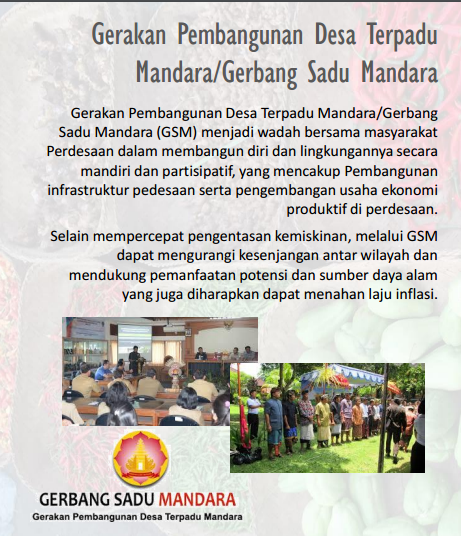 Gerakan Pembangunan Desa Terpadu
Mandara/Gerbang Sadu Mandara
Gerakan Pembangunan Desa Terpadu Mandara/Gerbang
Sadu Mandara (GSM) menjadi wadah bersama masyarakat
Perdesaan dalam membangun diri dan lingkungannya secara
mandiri dan partisipatif, yang mencakup Pembangunan
infrastruktur pedesaan serta pengembangan usaha ekonomi
produktif di perdesaan.
Selain mempercepat pengentasan kemiskinan, melalui GSM
dapat mengurangi kesenjangan antar wilayah dan
mendukung pemanfaatan potensi dan sumber daya alam
yang juga diharapkan dapat menahan laju inflasi.
GERBANG SADU MANDARA
Gerakan Pembangunan Desa Terpadu Mandara